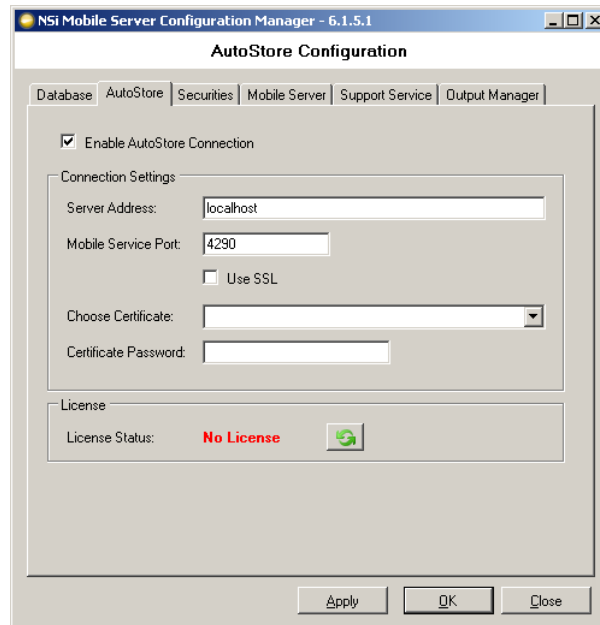 NSi Mobile Server Configuration Manager - 6.1.5.1
AutoStore Configuration
Database AutoStore Securities Mobile Server Support Service Output Manager
Enable AutoStore Connection
Connection Settings
Server Address: localhost
Mobile Service Port: 4290
Use SSL
Choose Certificate:
Certificate Password:
License
License Status: No License
Apply OK Close